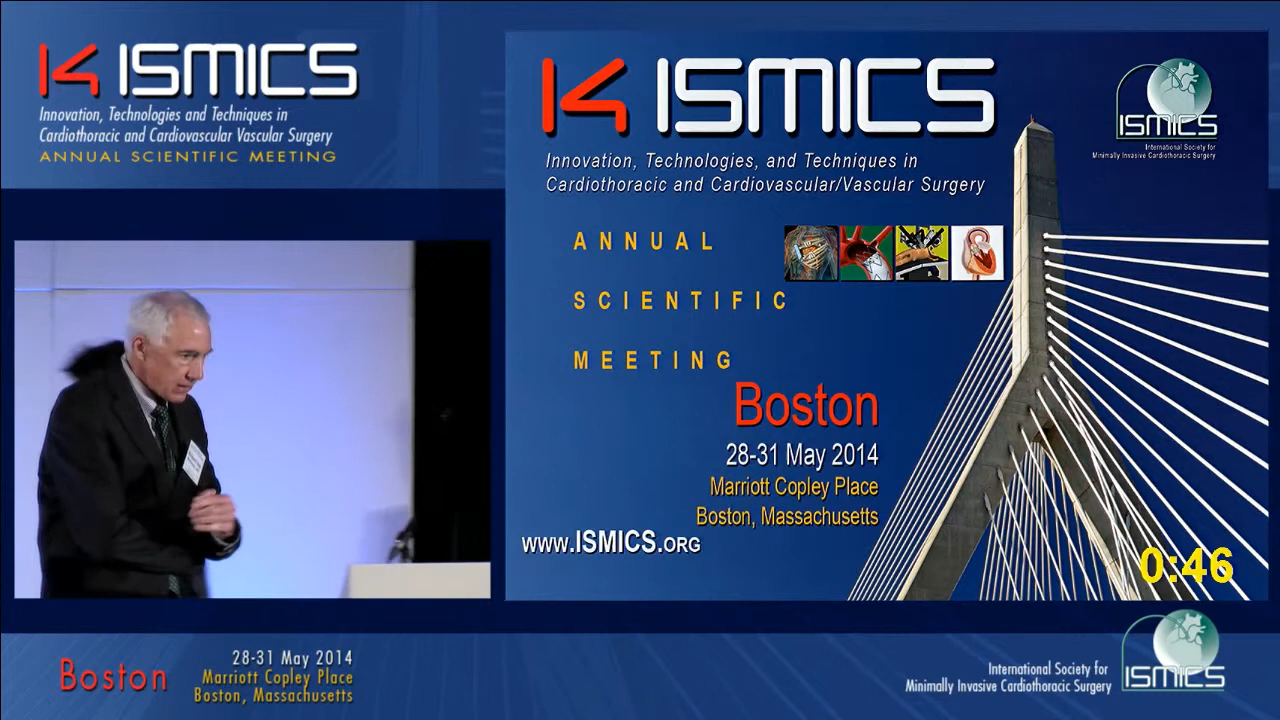 14 ISMICS
Innovation, Technologies and Techniques in
Cardiothoracic and Cardiovascular Vascular Surgery
ANNUAL SCIENTIFIC MEETING
14 ISMICS
Innovation, Technologies, and Techniques in
Cardiothoracic and Cardiovascular/Vascular Surgery
ISMICS
International Society for
Minimally Invasive Cardiothoracic Surgery
ANNUAL
SCIENTIFIC
MEETING
Boston
28-31 May 2014
Marriott Copley Place
Boston, Massachusetts
www.ISMICS.ORG
0:46
Boston
28-31 May 2014
Marriott Copley Place
Boston, Massachusetts
International Society for
Minimally Invasive Cardiothoracic Surgery
ISMICS